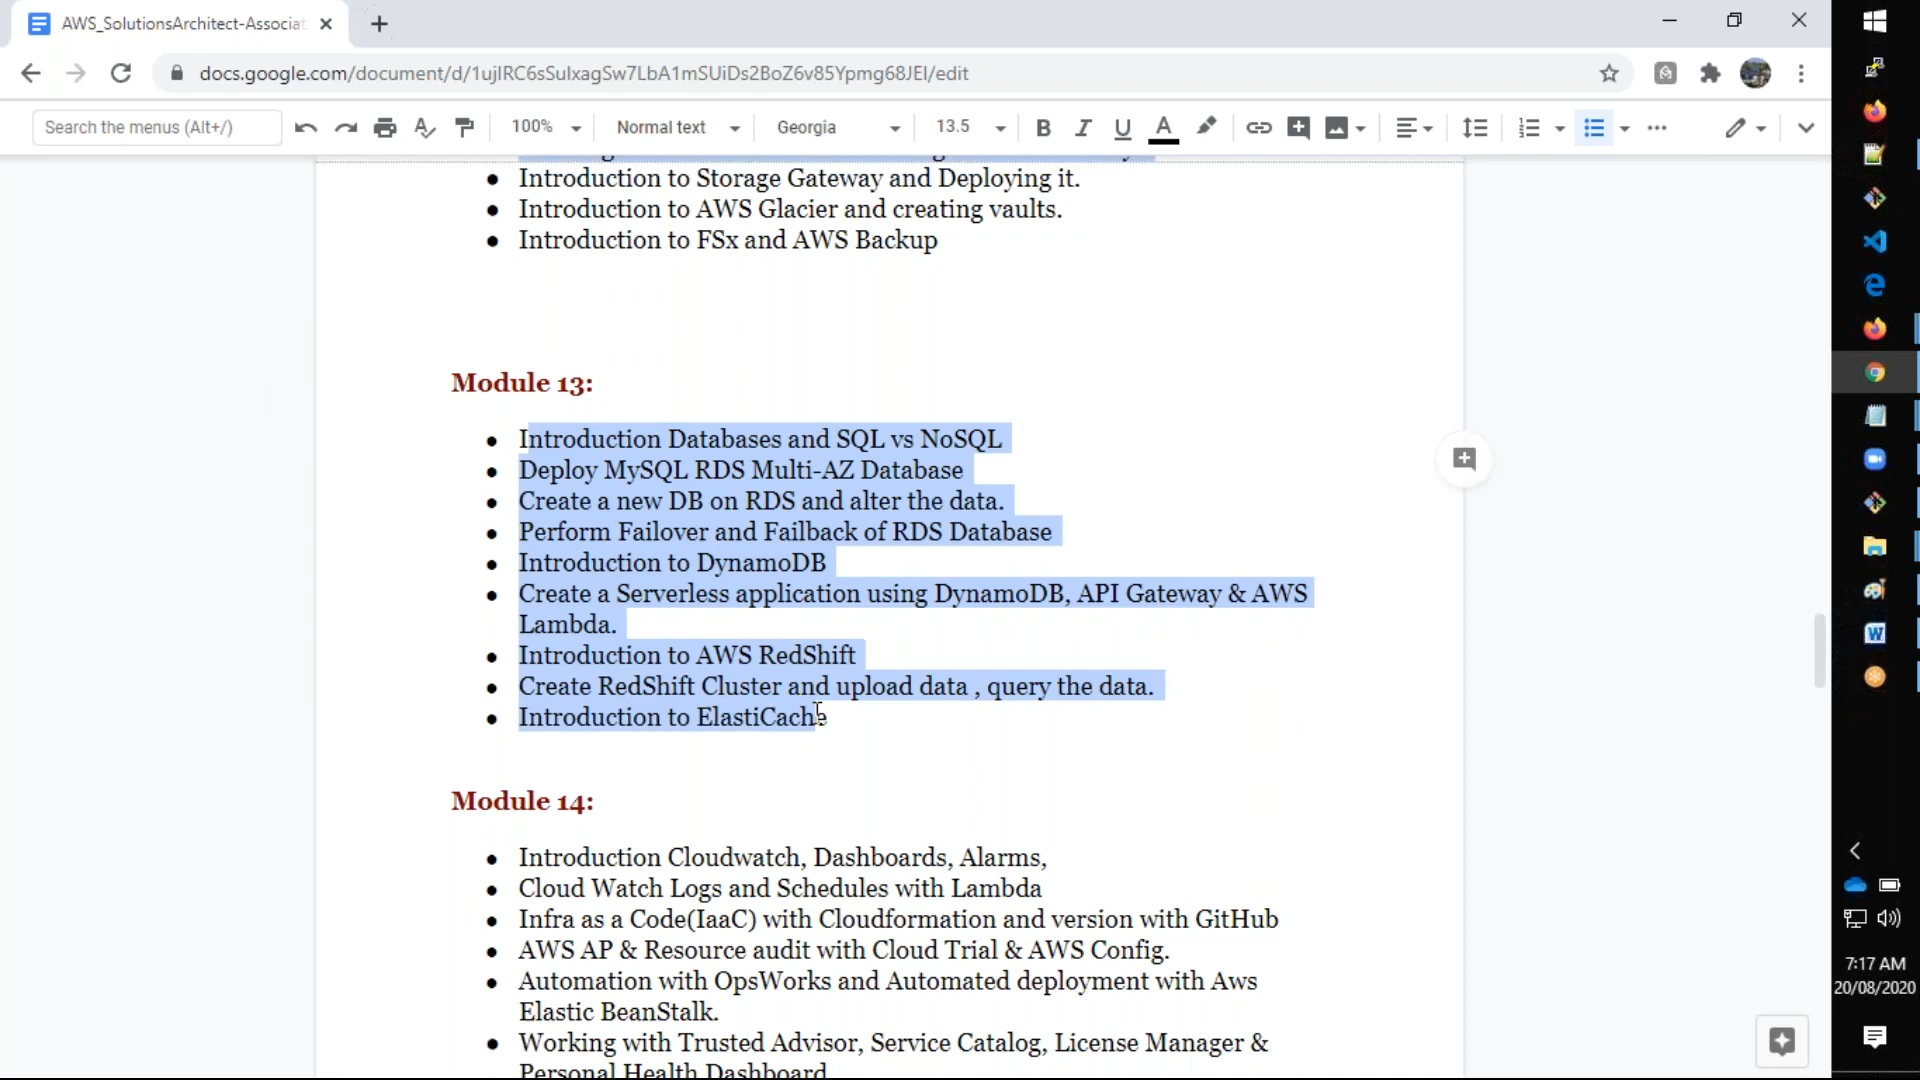 AWS_SolutionsArchitect-Associat
docs.google.com/document/d/1ujIRC6sSulxagSw7LbA1mSUiDs2BoZ6v85Ypmg68JEI/edit
Search the menus (Alt+/)
100%
Normal text
Georgia
13.5
B
I
U
A
Introduction to Storage Gateway and Deploying it.
Introduction to AWS Glacier and creating vaults.
Introduction to FSx and AWS Backup
Module 13:
Introduction Databases and SQL vs NoSQL
Deploy MySQL RDS Multi-AZ Database
Create a new DB on RDS and alter the data.
Perform Failover and Failback of RDS Database
Introduction to DynamoDB
Create a Serverless application using DynamoDB, API Gateway & AWS
Lambda.
Introduction to AWS RedShift
Create RedShift Cluster and upload data , query the data.
Introduction to ElastiCache
Module 14:
Introduction Cloudwatch, Dashboards, Alarms,
Cloud Watch Logs and Schedules with Lambda
Infra as a Code(IaaC) with Cloudformation and version with GitHub
AWS AP & Resource audit with Cloud Trial & AWS Config.
Automation with OpsWorks and Automated deployment with Aws
Elastic BeanStalk.
Working with Trusted Advisor, Service Catalog, License Manager &
Personal Health Dashboard
7:17 AM
20/08/2020